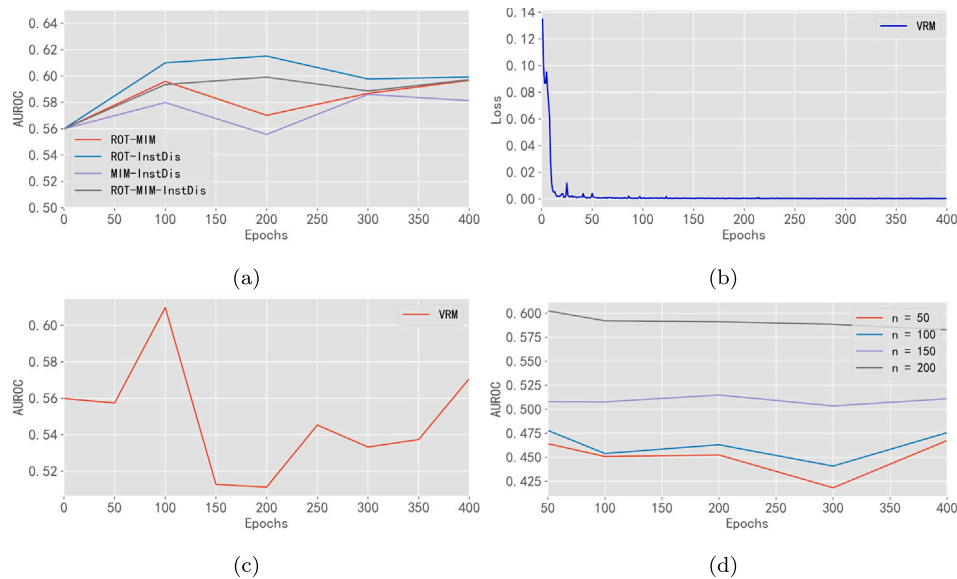 0.64
0.62
0.60
0.58
0.56
0.54
0.52
0.50
AUROC
ROT-MIM
ROT-InstDis
MIM-InstDis
ROT-MIM-InstDis
0 50 100 150 200 250 300 350 400
Epochs
(a)
0.14
0.12
0.10
0.08
0.06
0.04
0.02
0.00
Loss
VRM
0 50 100 150 200 250 300 350 400
Epochs
(b)
0.60
0.58
0.56
0.54
0.52
AUROC
VRM
0 50 100 150 200 250 300 350 400
Epochs
(c)
0.600
0.575
0.550
0.525
0.500
0.475
0.450
0.425
AUROC
n = 50
n = 100
n = 150
n = 200
50 100 150 200 250 300 350 400
Epochs
(d)